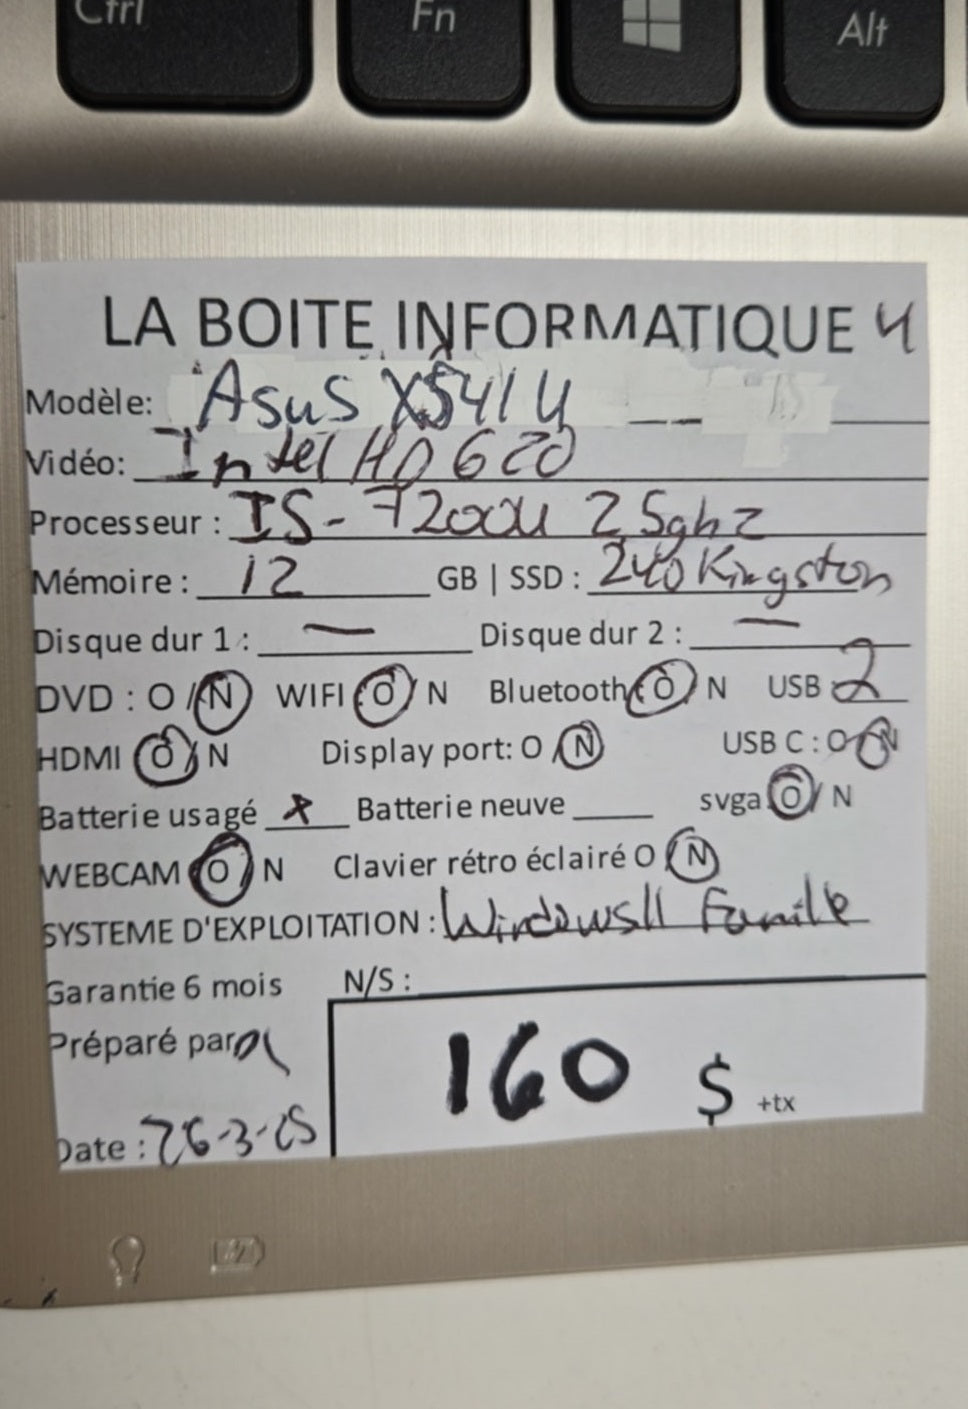 Ctrl Fn Alt
LA BOITE INFORMATIQUE 4
Modèle: Asus X541U
Vidéo: Intel HD 620
Processeur : I5-7200U 2,5ghz
Mémoire : 12 GB | SSD : 240 Kingston
Disque dur 1 : — Disque dur 2 : —
DVD : O / N WIFI O / N Bluetooth : O / N USB 2
HDMI O / N Display port: O / N USB C : O / N
Batterie usagé x Batterie neuve ____ svga O / N
WEBCAM O / N Clavier rétro éclairé O / N
SYSTEME D'EXPLOITATION : Windows11 Famille
Garantie 6 mois N/S :
Préparé par
160 $ +tx
Date : 26-3-25